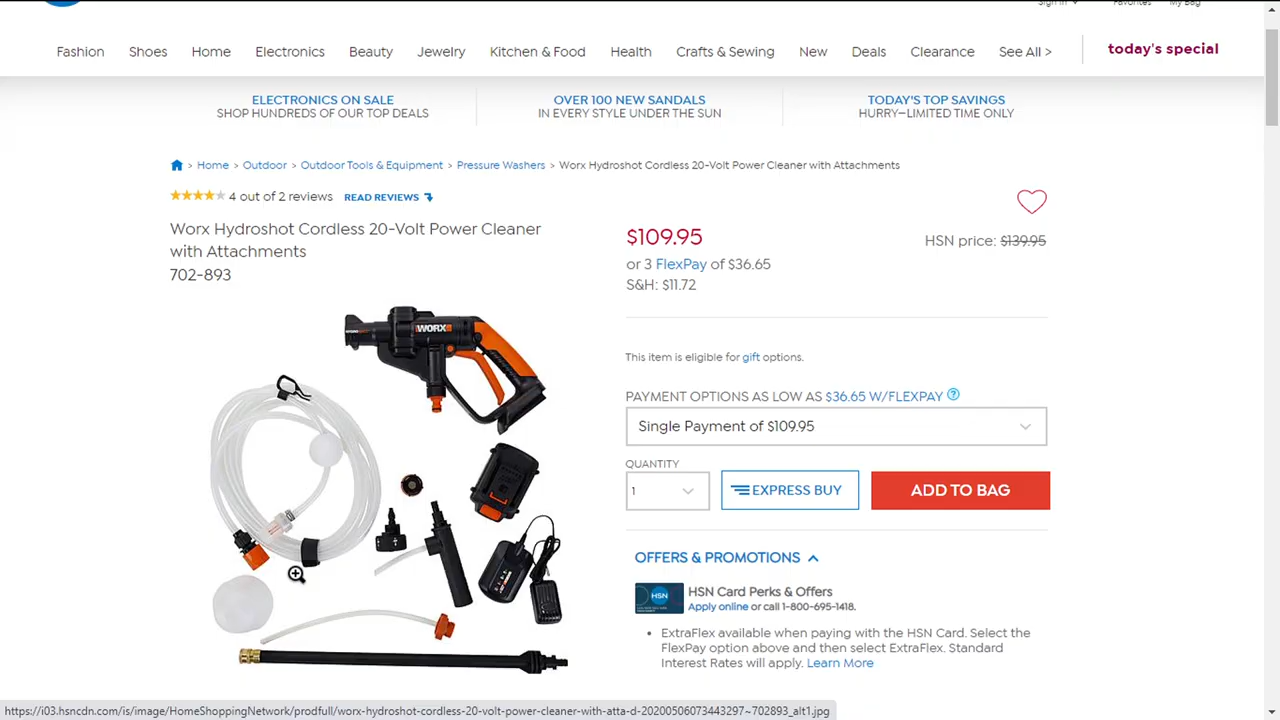 Sign In
Favorites
My Bag
Fashion
Shoes
Home
Electronics
Beauty
Jewelry
Kitchen & Food
Health
Crafts & Sewing
New
Deals
Clearance
See All >
today's special
ELECTRONICS ON SALE
SHOP HUNDREDS OF OUR TOP DEALS
OVER 100 NEW SANDALS
IN EVERY STYLE UNDER THE SUN
TODAY'S TOP SAVINGS
HURRY—LIMITED TIME ONLY
> Home > Outdoor > Outdoor Tools & Equipment > Pressure Washers > Worx Hydroshot Cordless 20-Volt Power Cleaner with Attachments
4 out of 2 reviews READ REVIEWS
Worx Hydroshot Cordless 20-Volt Power Cleaner
with Attachments
702-893
WORX
$109.95
HSN price: $139.95
or 3 FlexPay of $36.65
S&H: $11.72
This item is eligible for gift options.
PAYMENT OPTIONS AS LOW AS $36.65 W/FLEXPAY ?
Single Payment of $109.95
QUANTITY
1
EXPRESS BUY
ADD TO BAG
OFFERS & PROMOTIONS
HSN
HSN Card Perks & Offers
Apply online or call 1-800-695-1418.
• ExtraFlex available when paying with the HSN Card. Select the
FlexPay option above and then select ExtraFlex. Standard
Interest Rates will apply. Learn More
https://i03.hsncdn.com/is/image/HomeShoppingNetwork/prodfull/worx-hydroshot-cordless-20-volt-power-cleaner-with-atta-d-20200506073443297~702893_alt1.jpg